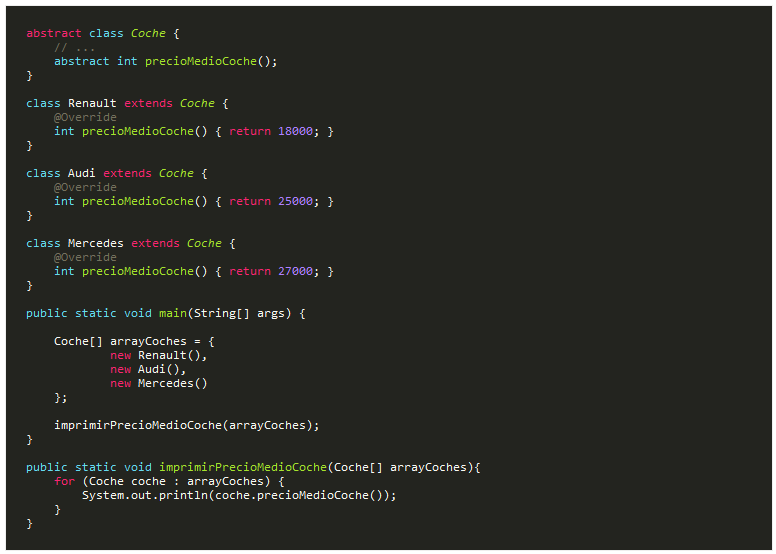 abstract class Coche {
    // ...
    abstract int precioMedioCoche();
}

class Renault extends Coche {
    @Override
    int precioMedioCoche() { return 18000; }
}

class Audi extends Coche {
    @Override
    int precioMedioCoche() { return 25000; }
}

class Mercedes extends Coche {
    @Override
    int precioMedioCoche() { return 27000; }
}

public static void main(String[] args) {

    Coche[] arrayCoches = {
            new Renault(),
            new Audi(),
            new Mercedes()
    };

    imprimirPrecioMedioCoche(arrayCoches);
}

public static void imprimirPrecioMedioCoche(Coche[] arrayCoches){
    for (Coche coche : arrayCoches) {
        System.out.println(coche.precioMedioCoche());
    }
}